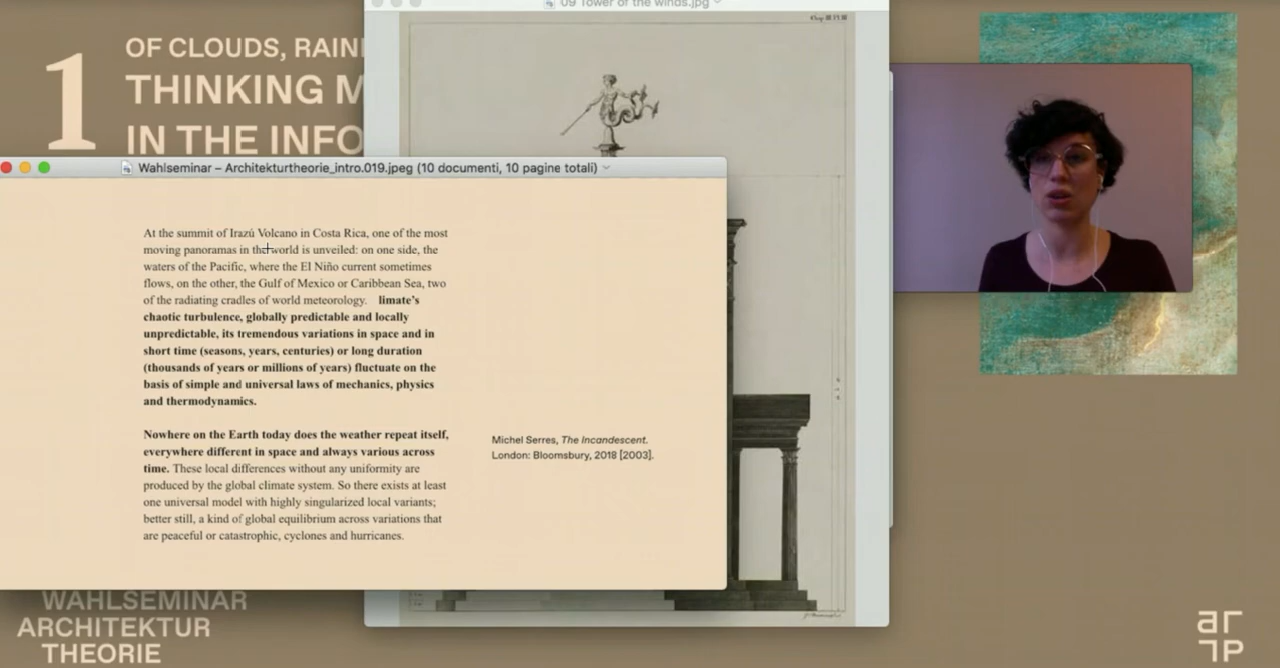 09 Tower of the winds.jpg
1
OF CLOUDS, RAIN
THINKING M
IN THE INFO
Wahlseminar – Architekturtheorie_intro.019.jpeg (10 documenti, 10 pagine totali)
At the summit of Irazú Volcano in Costa Rica, one of the most
moving panoramas in the world is unveiled: on one side, the
waters of the Pacific, where the El Niño current sometimes
flows, on the other, the Gulf of Mexico or Caribbean Sea, two
of the radiating cradles of world meteorology. limate's
chaotic turbulence, globally predictable and locally
unpredictable, its tremendous variations in space and in
short time (seasons, years, centuries) or long duration
(thousands of years or millions of years) fluctuate on the
basis of simple and universal laws of mechanics, physics
and thermodynamics.
Nowhere on the Earth today does the weather repeat itself,
everywhere different in space and always various across
time. These local differences without any uniformity are
produced by the global climate system. So there exists at least
one universal model with highly singularized local variants;
better still, a kind of global equilibrium across variations that
are peaceful or catastrophic, cyclones and hurricanes.
Michel Serres, The Incandescent.
London: Bloomsbury, 2018 [2003].
WAHLSEMINAR
ARCHITEKTUR
THEORIE